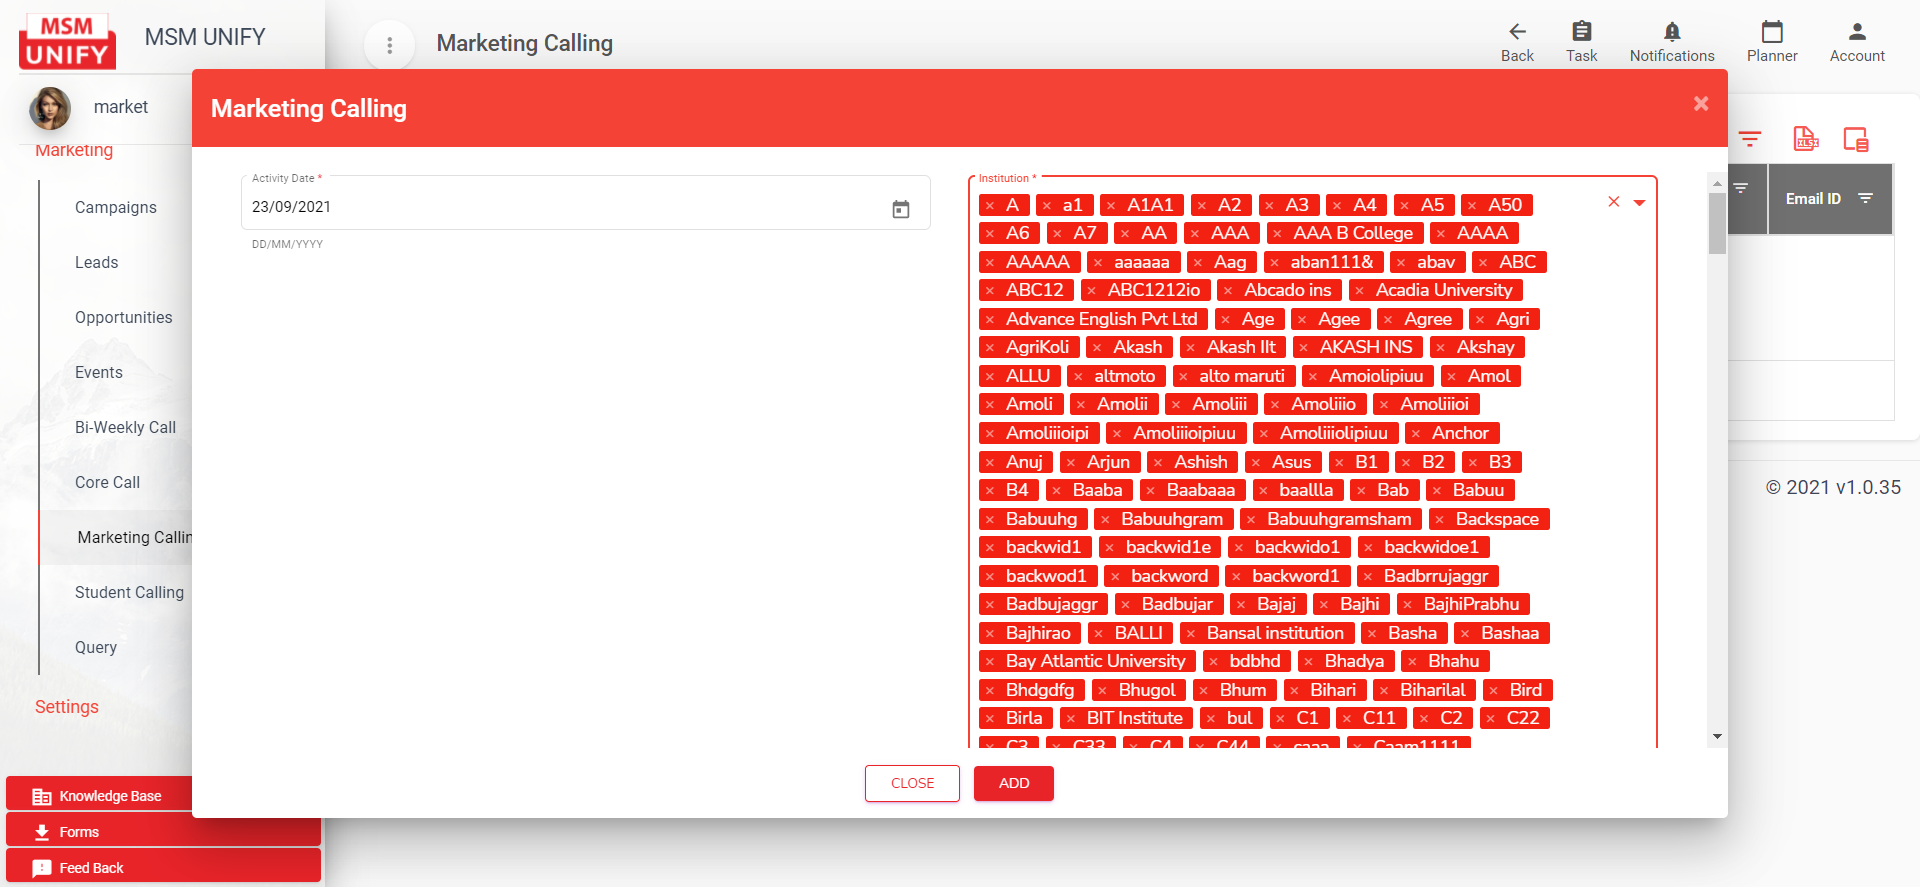 MSM
UNIFY
MSM UNIFY
Marketing Calling
Back
Task
Notifications
Planner
Account
market
Marketing
Campaigns
Leads
Opportunities
Events
Bi-Weekly Call
Core Call
Marketing Callin
Student Calling
Query
Settings
Knowledge Base
Forms
Feed Back
Marketing Calling
×
Activity Date *
23/09/2021
DD/MM/YYYY
Institution *
× A × a1 × A1A1 × A2 × A3 × A4 × A5 × A50
× A6 × A7 × AA × AAA × AAA B College × AAAA
× AAAAA × aaaaaa × Aag × aban111& × abav × ABC
× ABC12 × ABC1212io × Abcado ins × Acadia University
× Advance English Pvt Ltd × Age × Agee × Agree × Agri
× AgriKoli × Akash × Akash IIt × AKASH INS × Akshay
× ALLU × altmoto × alto maruti × Amoiolipiuu × Amol
× Amoli × Amolii × Amoliii × Amoliiio × Amoliiioi
× Amoliiioipi × Amoliiioipiuu × Amoliiiolipiuu × Anchor
× Anuj × Arjun × Ashish × Asus × B1 × B2 × B3
× B4 × Baaba × Baabaaa × baallla × Bab × Babuu
× Babuuhg × Babuuhgram × Babuuhgramsham × Backspace
× backwid1 × backwid1e × backwido1 × backwidoe1
× backwod1 × backword × backword1 × Badbrrujaggr
× Badbujaggr × Badbujar × Bajaj × Bajhi × BajhiPrabhu
× Bajhirao × BALLI × Bansal institution × Basha × Bashaa
× Bay Atlantic University × bdbhd × Bhadya × Bhahu
× Bhdgdfg × Bhugol × Bhum × Bihari × Biharilal × Bird
× Birla × BIT Institute × bul × C1 × C11 × C2 × C22
× C3 × C33 × C4 × C44 × caaa × Caam1111
CLOSE
ADD
XLSX
Email ID
© 2021 v1.0.35